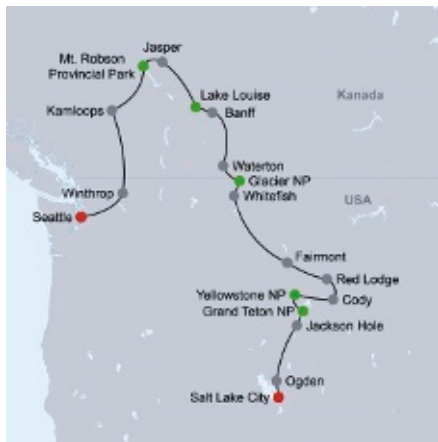 Mt. Robson
Provincial Park
Jasper
Lake Louise
Banff
Kanada
Kamloops
Waterton
Glacier NP
Whitefish
USA
Winthrop
Seattle
Fairmont
Red Lodge
Yellowstone NP
Cody
Grand Teton NP
Jackson Hole
Ogden
Salt Lake City